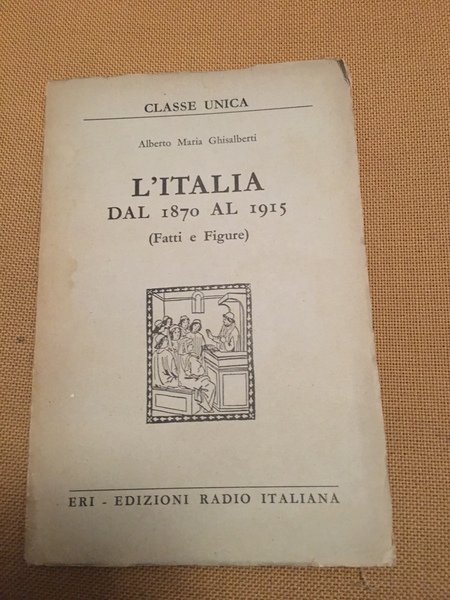 CLASSE UNICA
Alberto Maria Ghisalberti
L'ITALIA
DAL 1870 AL 1915
(Fatti e Figure)
ERI - EDIZIONI RADIO ITALIANA